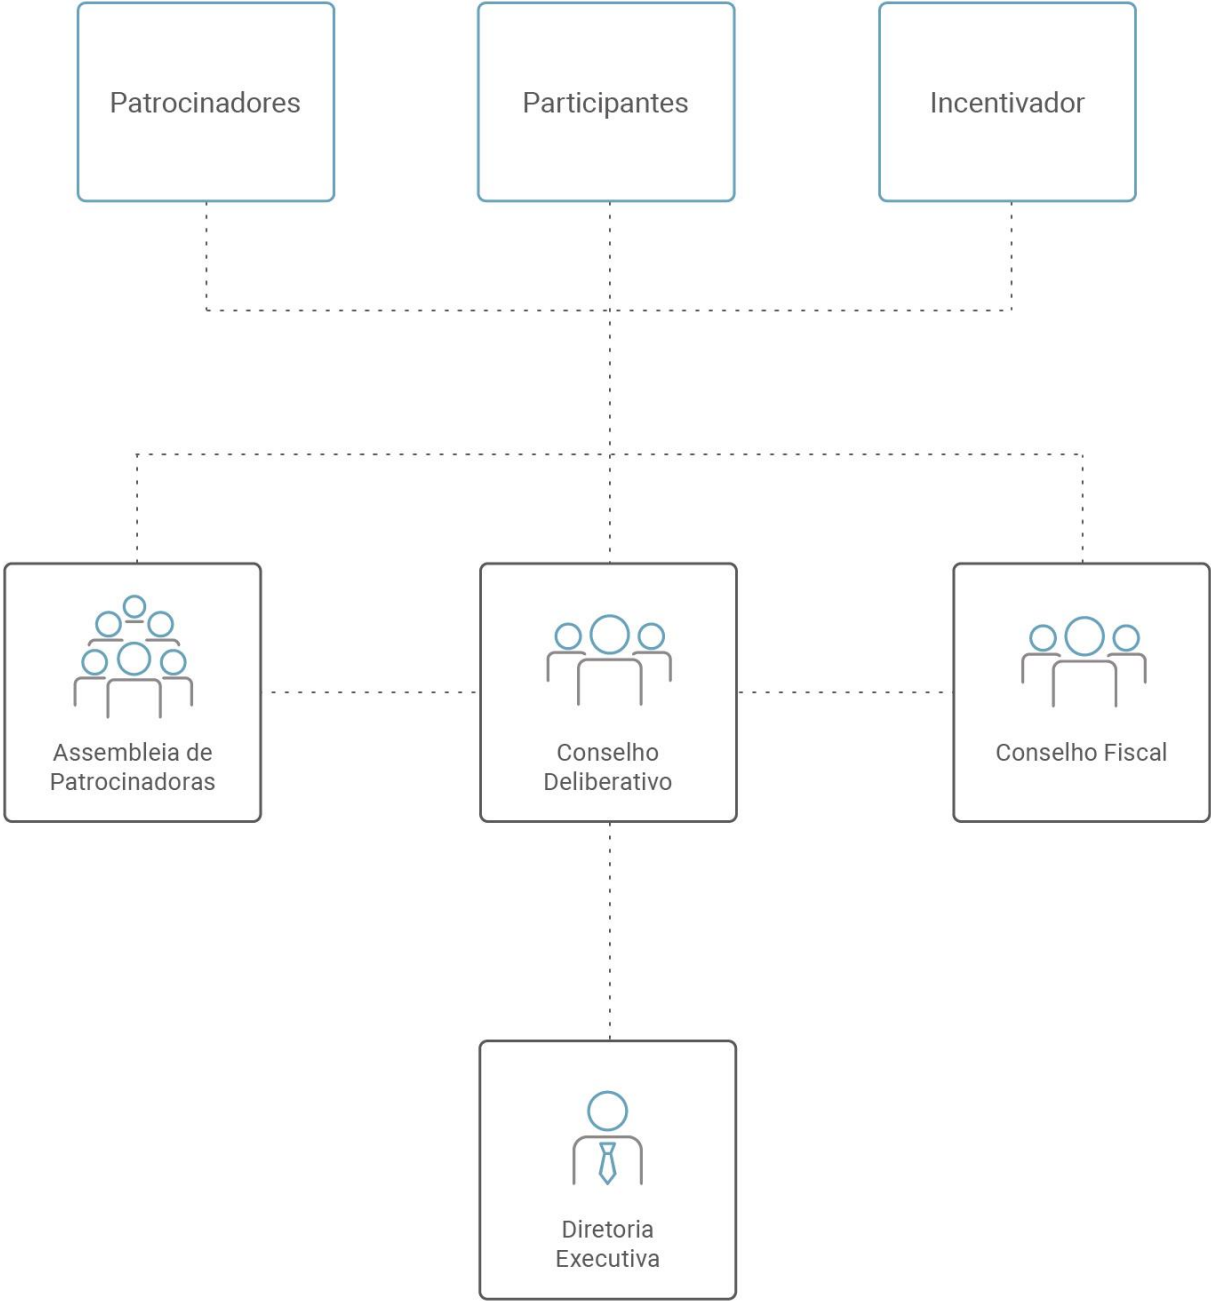 Patrocinadores
Participantes
Incentivador
Assembleia de
Patrocinadoras
Conselho
Deliberativo
Conselho Fiscal
Diretoria
Executiva